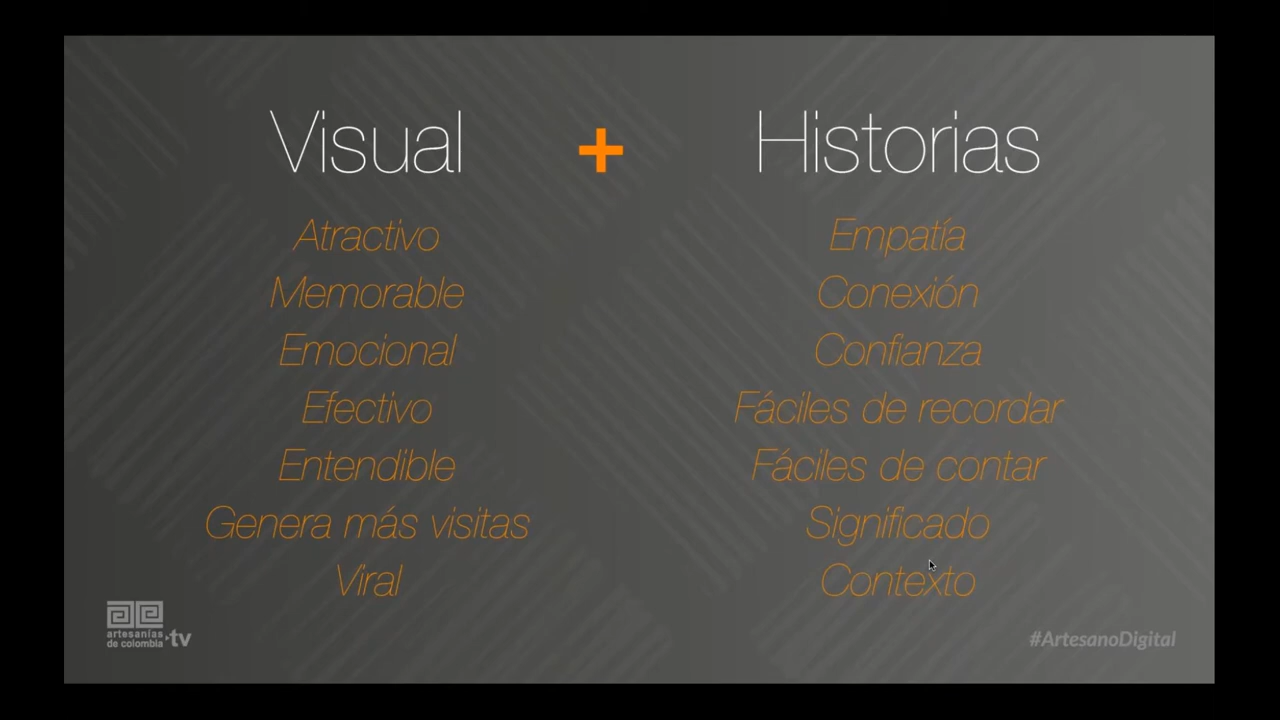 Visual + Historias
Atractivo
Memorable
Emocional
Efectivo
Entendible
Genera más visitas
Viral
Empatía
Conexión
Confianza
Fáciles de recordar
Fáciles de contar
Significado
Contexto
artesanías
de colombia tv
#ArtesanoDigital